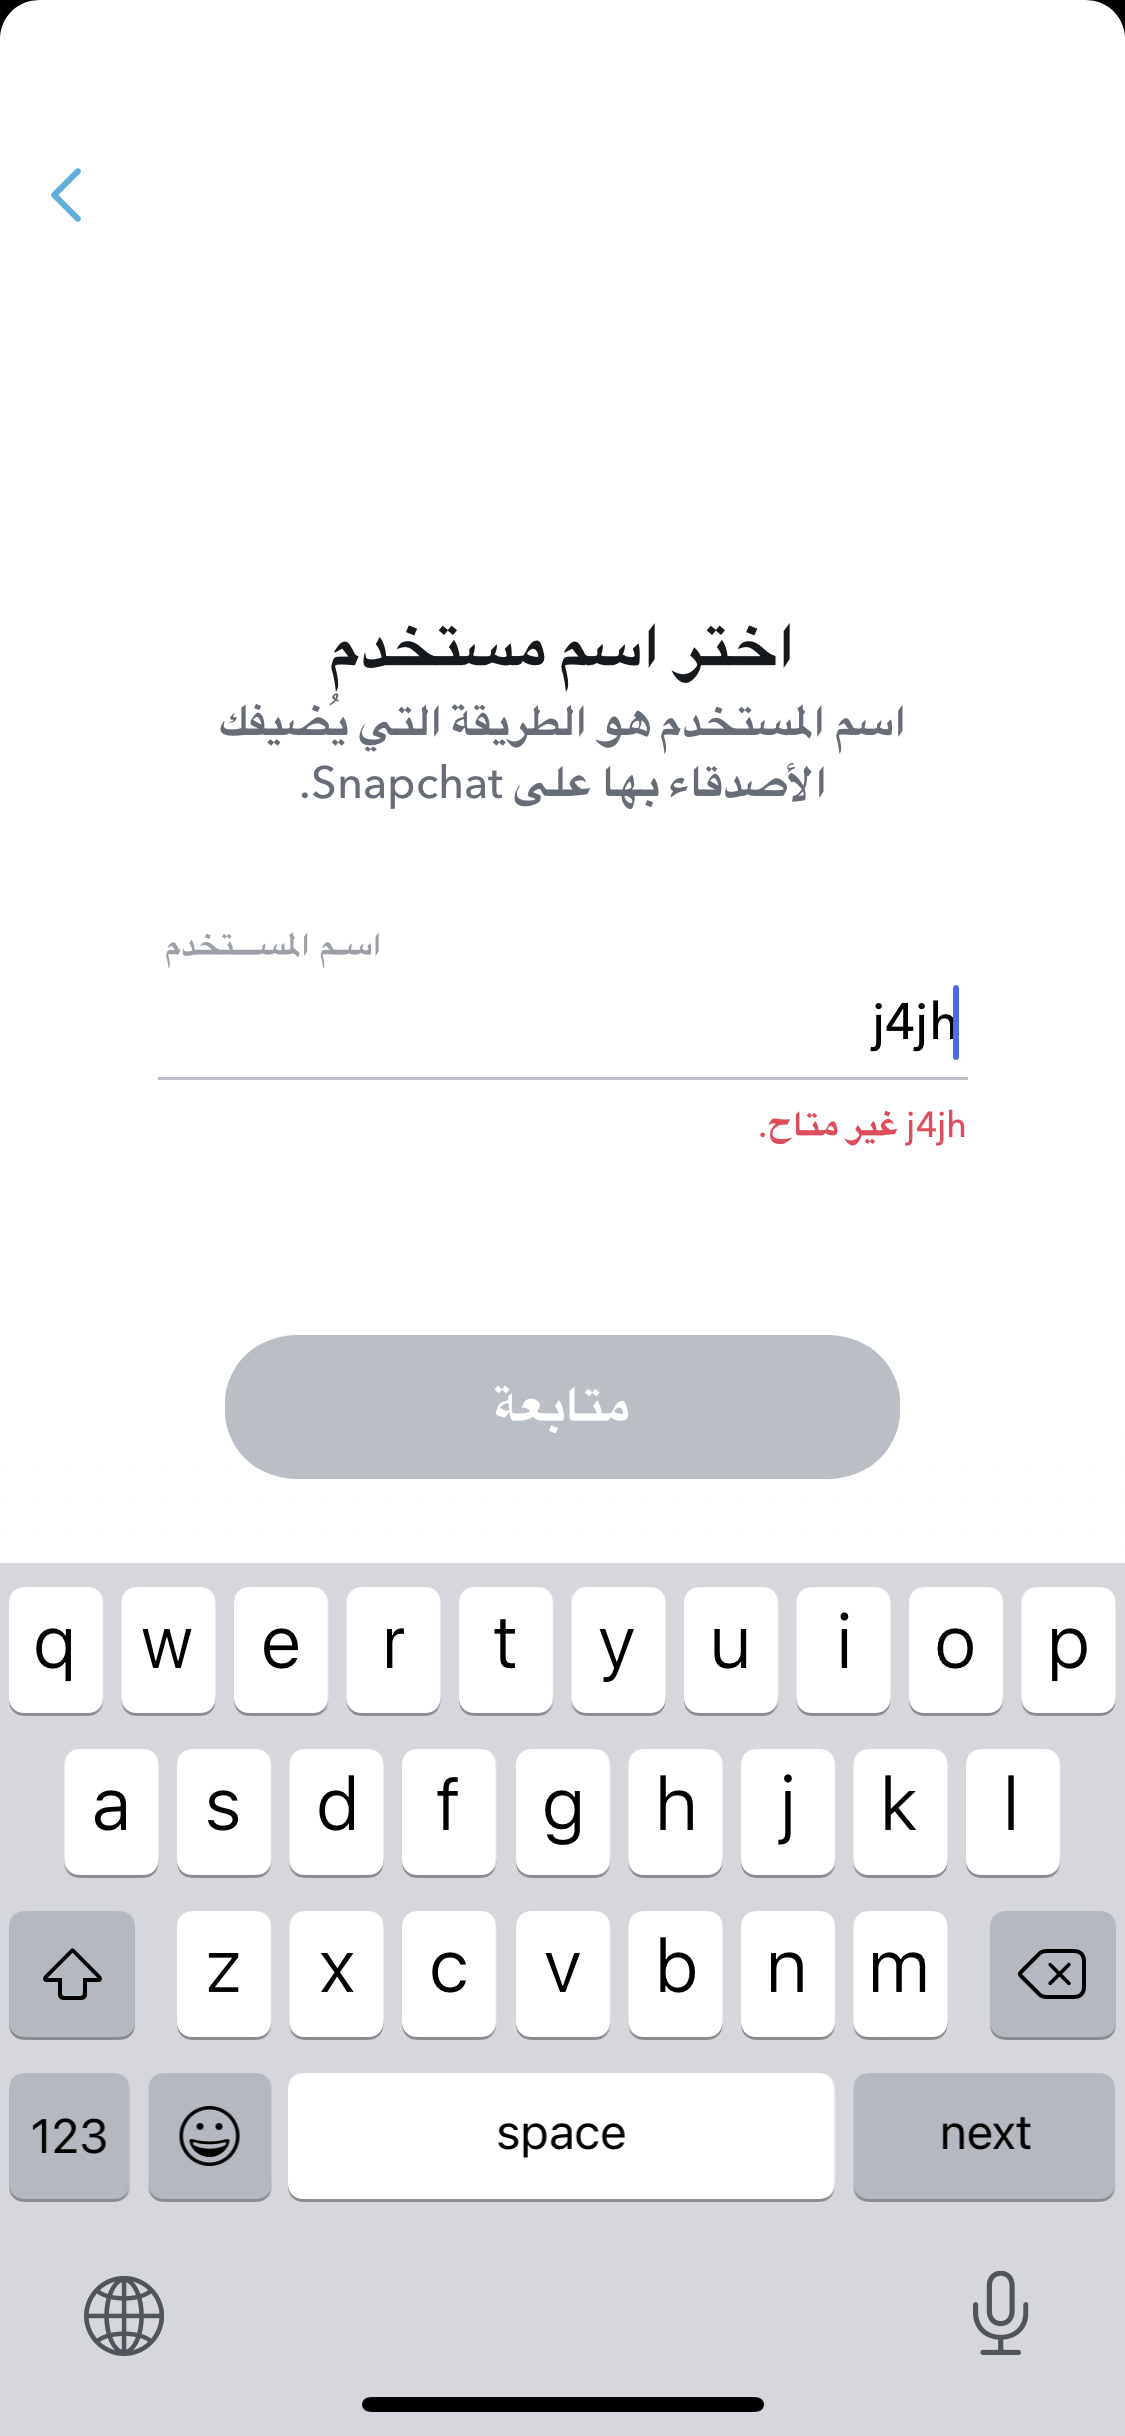 اختر اسم مستخدم
اسم المستخدم هو الطريقة التي يُضيفك
الأصدقاء بها على Snapchat.
اسم المستخدم
j4jh
j4jh غير متاح.
متابعة
q w e r t y u i o p
a s d f g h j k l
z x c v b n m
123 space next